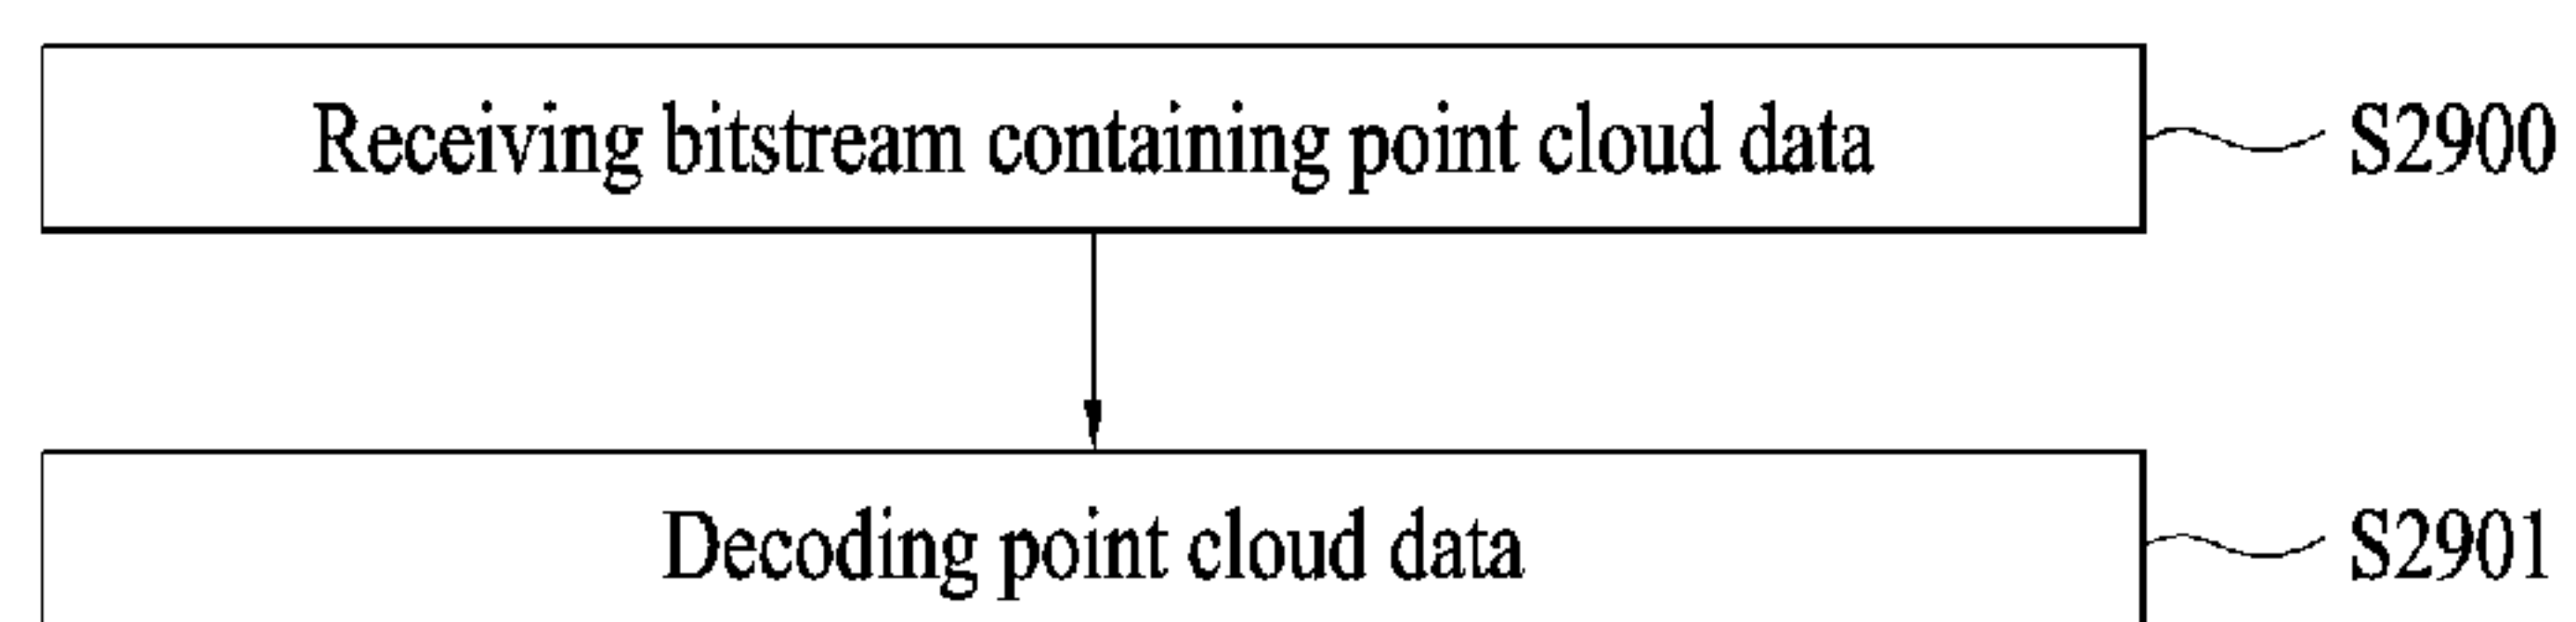 Receiving bitstream containing point cloud data S2900
Decoding point cloud data S2901